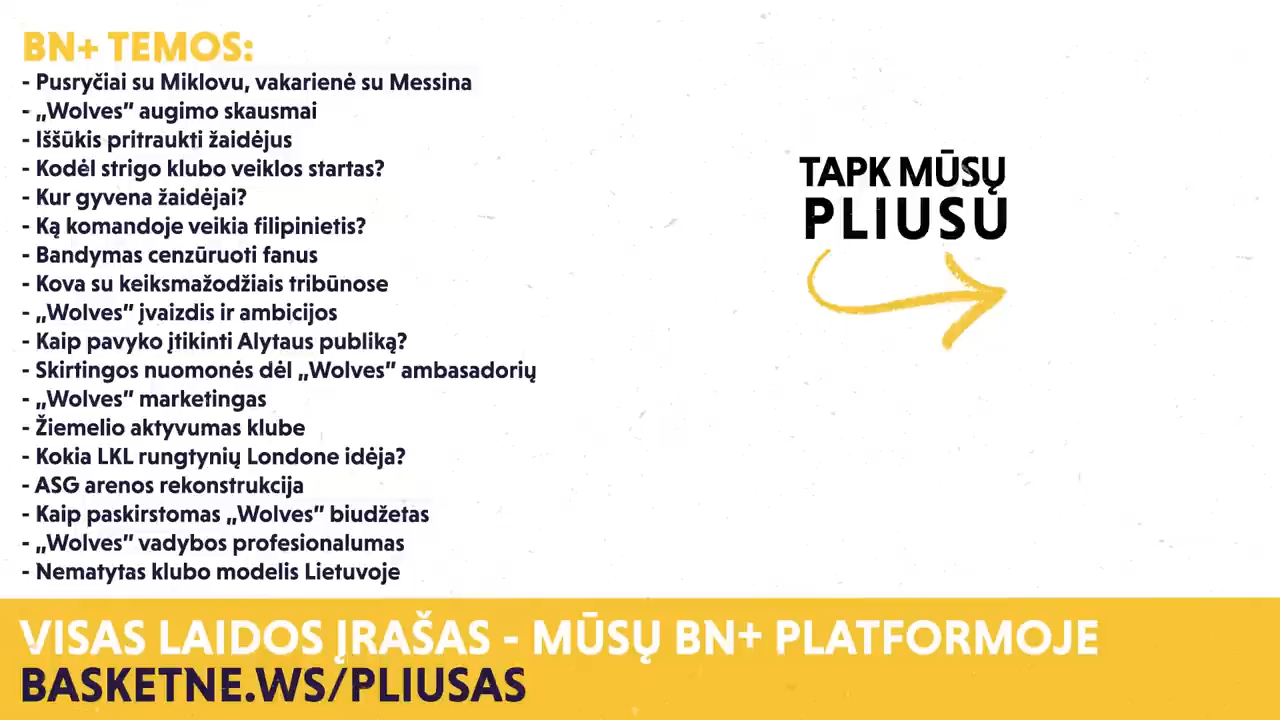 BN+ TEMOS:
- Pusryčiai su Miklovu, vakarienė su Messina
- „Wolves” augimo skausmai
- Iššūkis pritraukti žaidėjus
- Kodėl strigo klubo veiklos startas?
- Kur gyvena žaidėjai?
- Ką komandoje veikia filipinietis?
- Bandymas cenzūruoti fanus
- Kova su keiksmažodžiais tribūnose
- „Wolves” įvaizdis ir ambicijos
- Kaip pavyko įtikinti Alytaus publiką?
- Skirtingos nuomonės dėl „Wolves” ambasadorių
- „Wolves” marketingas
- Žiemelio aktyvumas klube
- Kokia LKL rungtynių Londone idėja?
- ASG arenos rekonstrukcija
- Kaip paskirstomas „Wolves” biudžetas
- „Wolves” vadybos profesionalumas
- Nematytas klubo modelis Lietuvoje
TAPK MŪSŲ
PLIUSU
VISAS LAIDOS ĮRAŠAS - MŪSŲ BN+ PLATFORMOJE
BASKETNE.WS/PLIUSAS